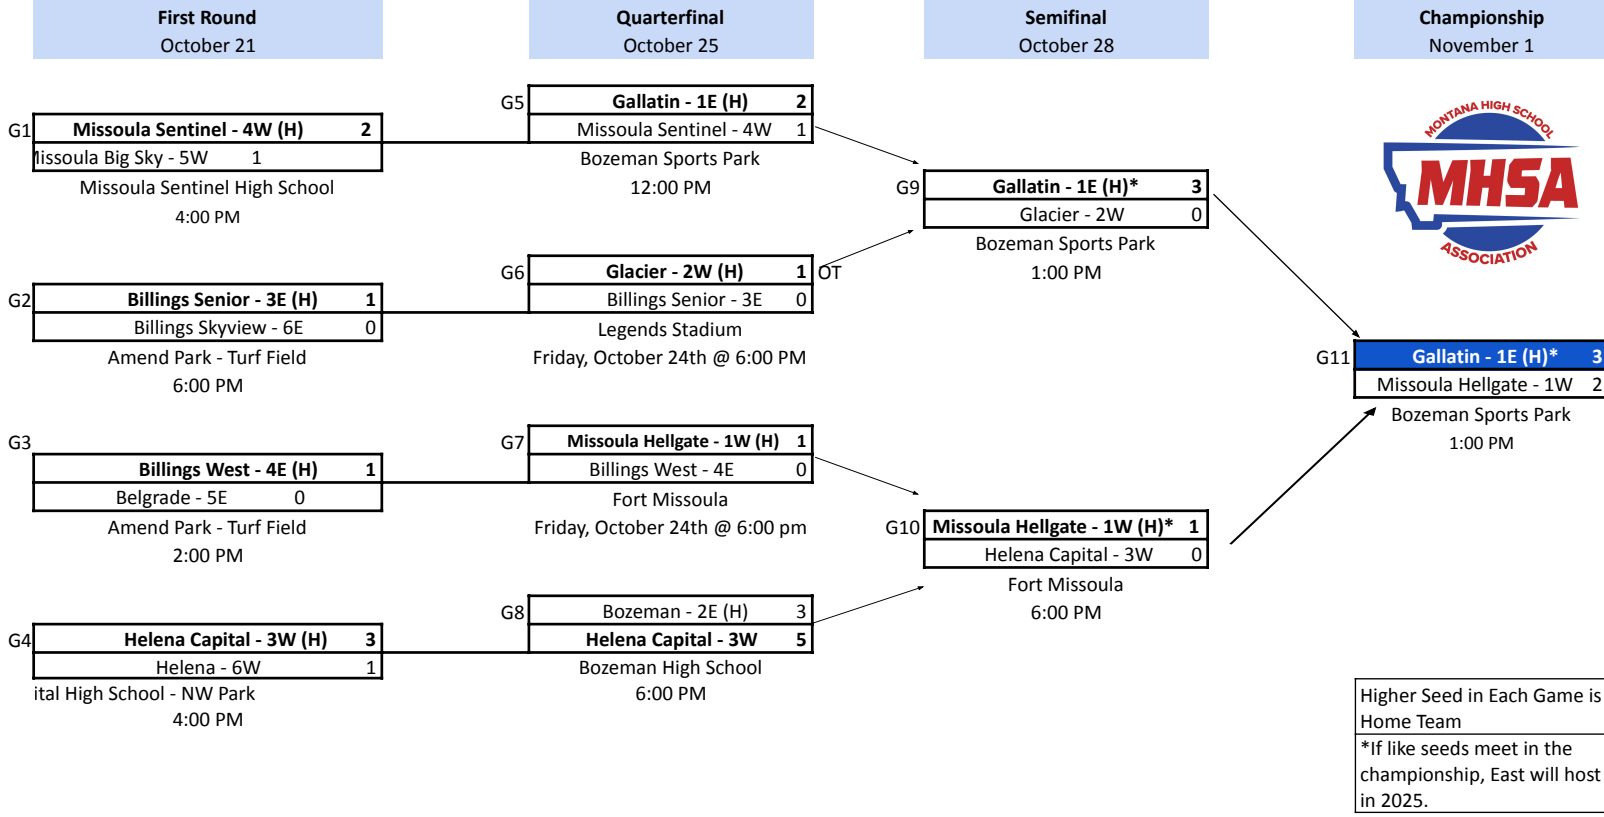 First Round
October 21
Quarterfinal
October 25
Semifinal
October 28
Championship
November 1
G1
Missoula Sentinel - 4W (H) 2
Missoula Big Sky - 5W 1
Missoula Sentinel High School
4:00 PM
G2
Billings Senior - 3E (H) 1
Billings Skyview - 6E 0
Amend Park - Turf Field
6:00 PM
G3
Billings West - 4E (H) 1
Belgrade - 5E 0
Amend Park - Turf Field
2:00 PM
G4
Helena Capital - 3W (H) 3
Helena - 6W 1
ital High School - NW Park
4:00 PM
G5
Gallatin - 1E (H) 2
Missoula Sentinel - 4W 1
Bozeman Sports Park
12:00 PM
G6
Glacier - 2W (H) 1 OT
Billings Senior - 3E 0
Legends Stadium
Friday, October 24th @ 6:00 PM
G7
Missoula Hellgate - 1W (H) 1
Billings West - 4E 0
Fort Missoula
Friday, October 24th @ 6:00 pm
G8
Bozeman - 2E (H) 3
Helena Capital - 3W 5
Bozeman High School
6:00 PM
G9
Gallatin - 1E (H)* 3
Glacier - 2W 0
Bozeman Sports Park
1:00 PM
G10
Missoula Hellgate - 1W (H)* 1
Helena Capital - 3W 0
Fort Missoula
6:00 PM
MONTANA HIGH SCHOOL
MHSA
ASSOCIATION
G11
Gallatin - 1E (H)* 3
Missoula Hellgate - 1W 2
Bozeman Sports Park
1:00 PM
Higher Seed in Each Game is
Home Team
*If like seeds meet in the
championship, East will host
in 2025.